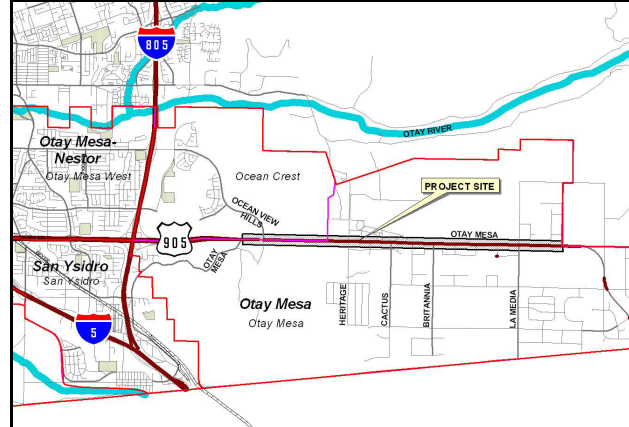 805
OTAY RIVER
Otay Mesa-
Nestor
Otay Mesa West
Ocean Crest
PROJECT SITE
OCEAN VIEW
HILLS
OTAY MESA
905
OTAY
MESA
San Ysidro
San Ysidro
Otay Mesa
Otay Mesa
HERITAGE
CACTUS
BRITANNIA
LA MEDIA
5